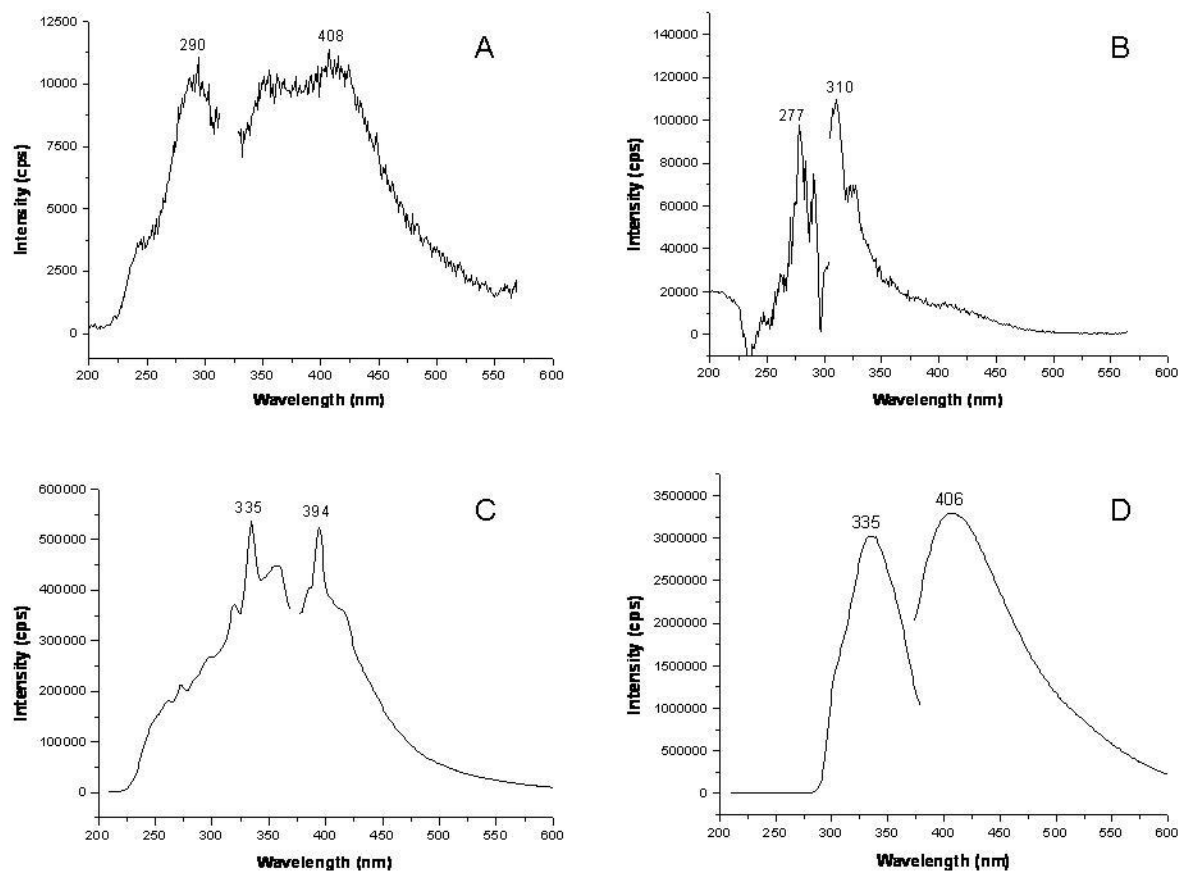 A
290
408
12500
10000
7500
5000
2500
0
Intensity (cps)
200 250 300 350 400 450 500 550 600
Wavelength (nm)
B
277
310
140000
120000
100000
80000
60000
40000
20000
0
Intensity (cps)
200 250 300 350 400 450 500 550 600
Wavelength (nm)
C
335
394
600000
500000
400000
300000
200000
100000
0
Intensity (cps)
200 250 300 350 400 450 500 550 600
Wavelength (nm)
D
335
406
3500000
3000000
2500000
2000000
1500000
1000000
500000
0
Intensity (cps)
200 250 300 350 400 450 500 550 600
Wavelength (nm)